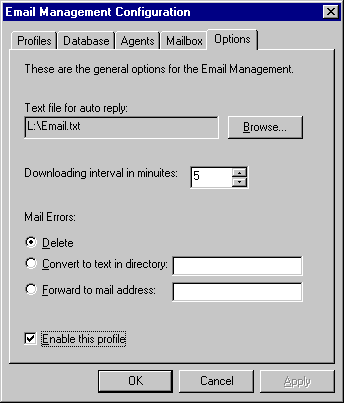 Email Management Configuration
Profiles Database Agents Mailbox Options
These are the general options for the Email Management.
Text file for auto reply:
L:\Email.txt Browse...
Downloading interval in minuites: 5
Mail Errors:
Delete
Convert to text in directory:
Forward to mail address:
Enable this profile
OK Cancel Apply